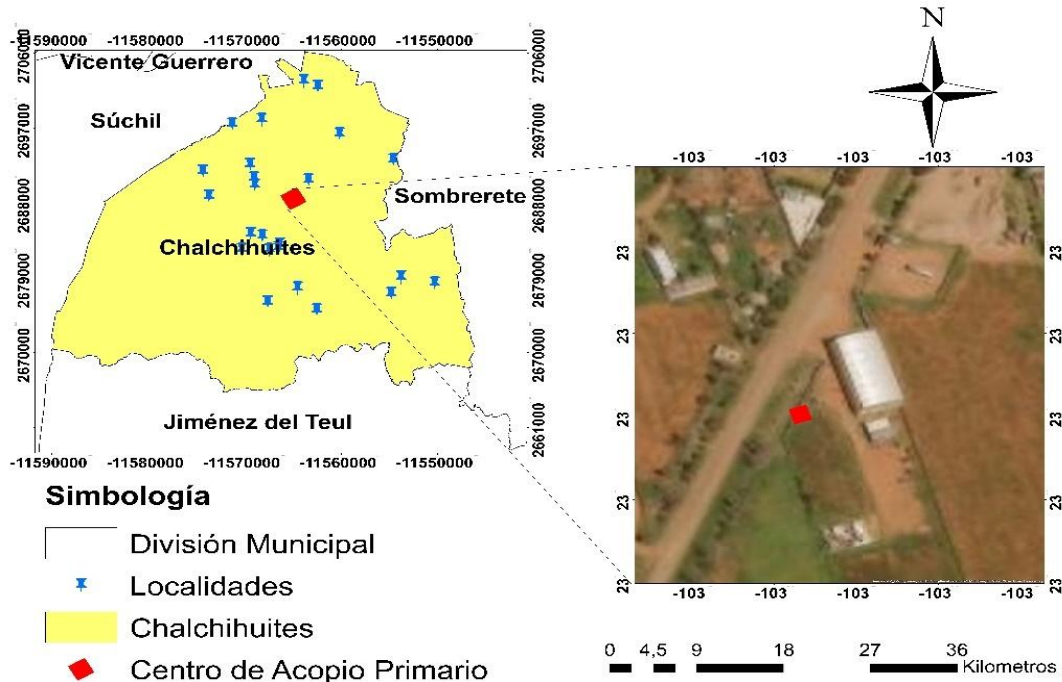 -11590000 -11580000 -11570000 -11560000 -11550000
2706000 2697000 2688000 2679000 2670000 2661000
Vicente Guerrero
Súchil
Sombrerete
Chalchihuites
Jiménez del Teul
2706000 2697000 2688000 2679000 2670000 2661000
-11590000 -11580000 -11570000 -11560000 -11550000
N
-103 -103 -103 -103 -103
23 23 23 23 23
23 23 23 23 23
-103 -103 -103 -103 -103
Simbología
División Municipal
Localidades
Chalchihuites
Centro de Acopio Primario
0 4,5 9 18 27 36
Kilometros